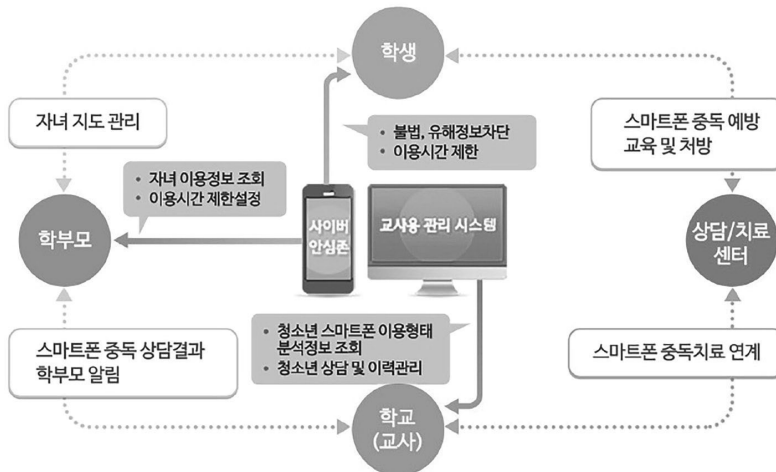 학생
자녀 지도 관리
• 불법, 유해정보차단
• 이용시간 제한
스마트폰 중독 예방
교육 및 처방
• 자녀 이용정보 조회
• 이용시간 제한설정
학부모
사이버
안심존
교사용 관리 시스템
상담/치료
센터
스마트폰 중독 상담결과
학부모 알림
• 청소년 스마트폰 이용형태
분석정보 조회
• 청소년 상담 및 이력관리
스마트폰 중독치료 연계
학교
(교사)